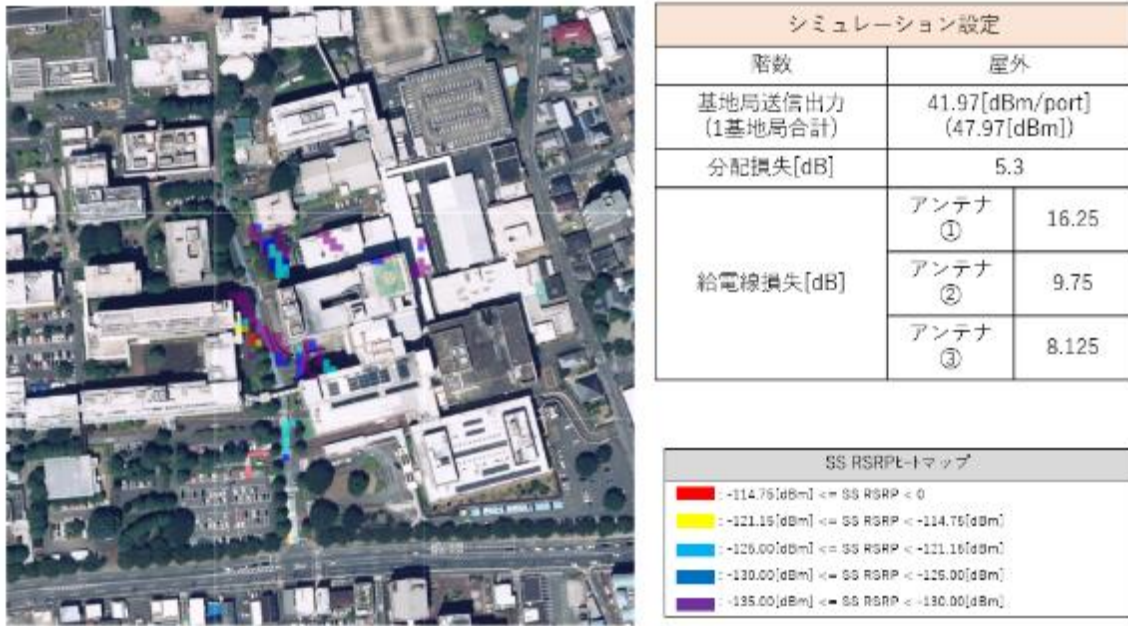 シミュレーション設定
階数 屋外
基地局送信出力 41.97[dBm/port]
(1基地局合計) (47.97[dBm])
分配損失[dB] 5.3
給電線損失[dB]
アンテナ
① 16.25
アンテナ
② 9.75
アンテナ
③ 8.125
SS RSRPヒートマップ
: -114.75[dBm] <= SS RSRP < 0
: -121.15[dBm] <= SS RSRP < -114.75[dBm]
: -125.00[dBm] <= SS RSRP < -121.15[dBm]
: -130.00[dBm] <= SS RSRP < -125.00[dBm]
: -135.00[dBm] <= SS RSRP < -130.00[dBm]